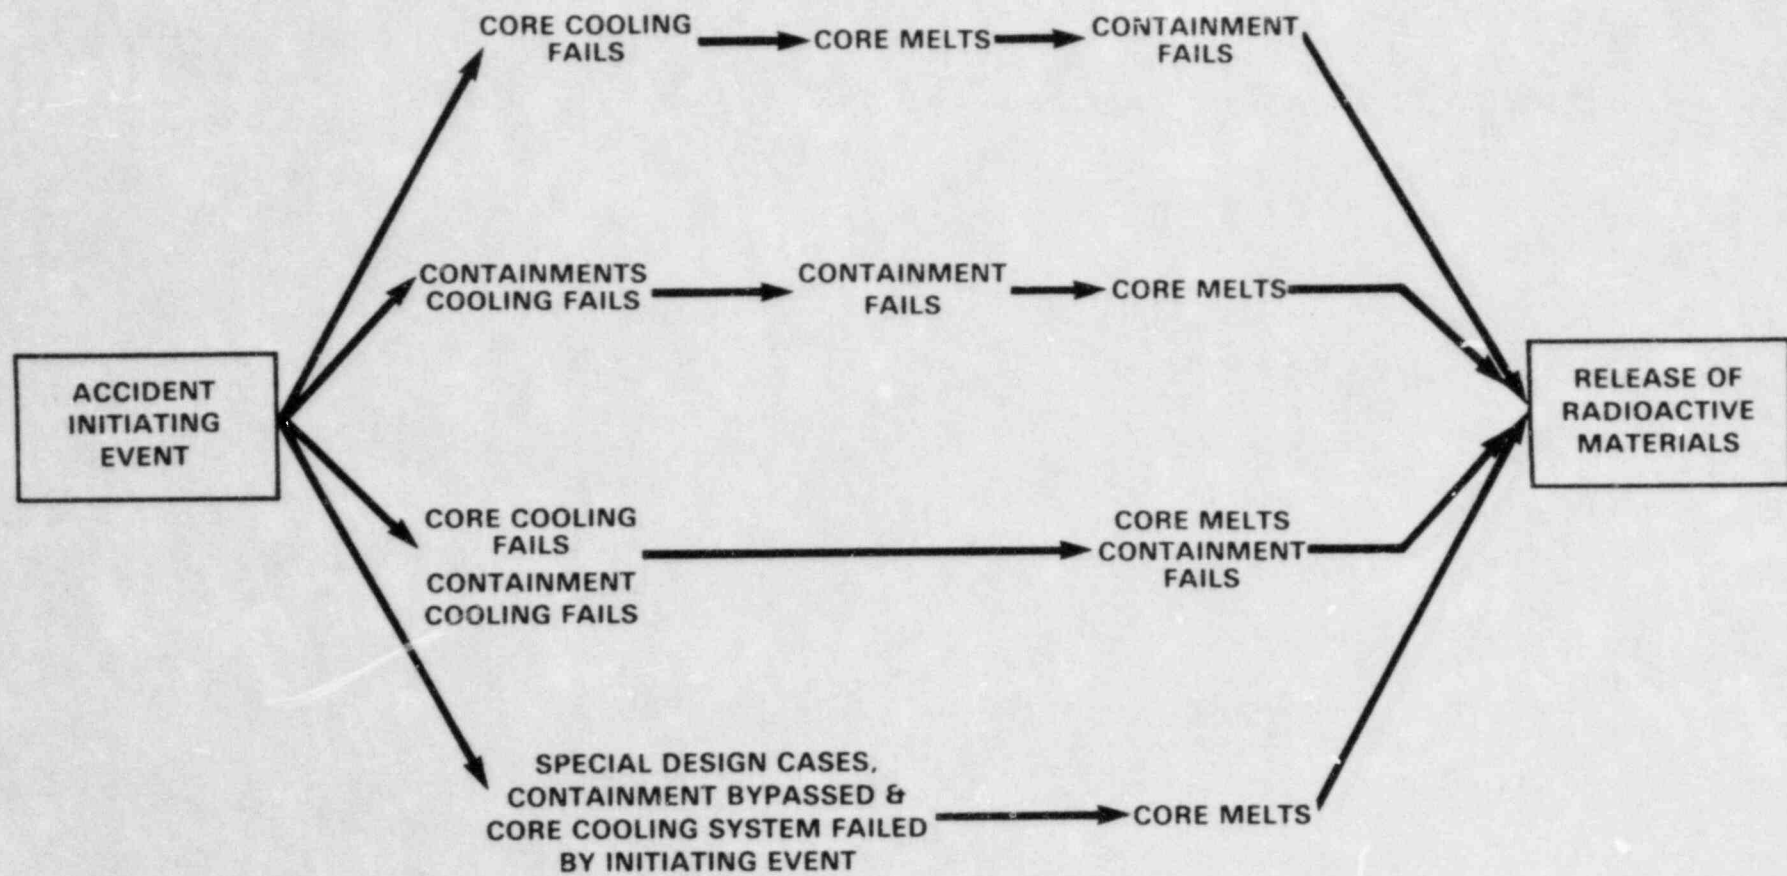 CORE COOLING
FAILS
CORE MELTS
CONTAINMENT
FAILS
CONTAINMENTS
COOLING FAILS
CONTAINMENT
FAILS
CORE MELTS
ACCIDENT
INITIATING
EVENT
RELEASE OF
RADIOACTIVE
MATERIALS
CORE COOLING
FAILS
CONTAINMENT
COOLING FAILS
CORE MELTS
CONTAINMENT
FAILS
SPECIAL DESIGN CASES,
CONTAINMENT BYPASSED &
CORE COOLING SYSTEM FAILED
BY INITIATING EVENT
CORE MELTS